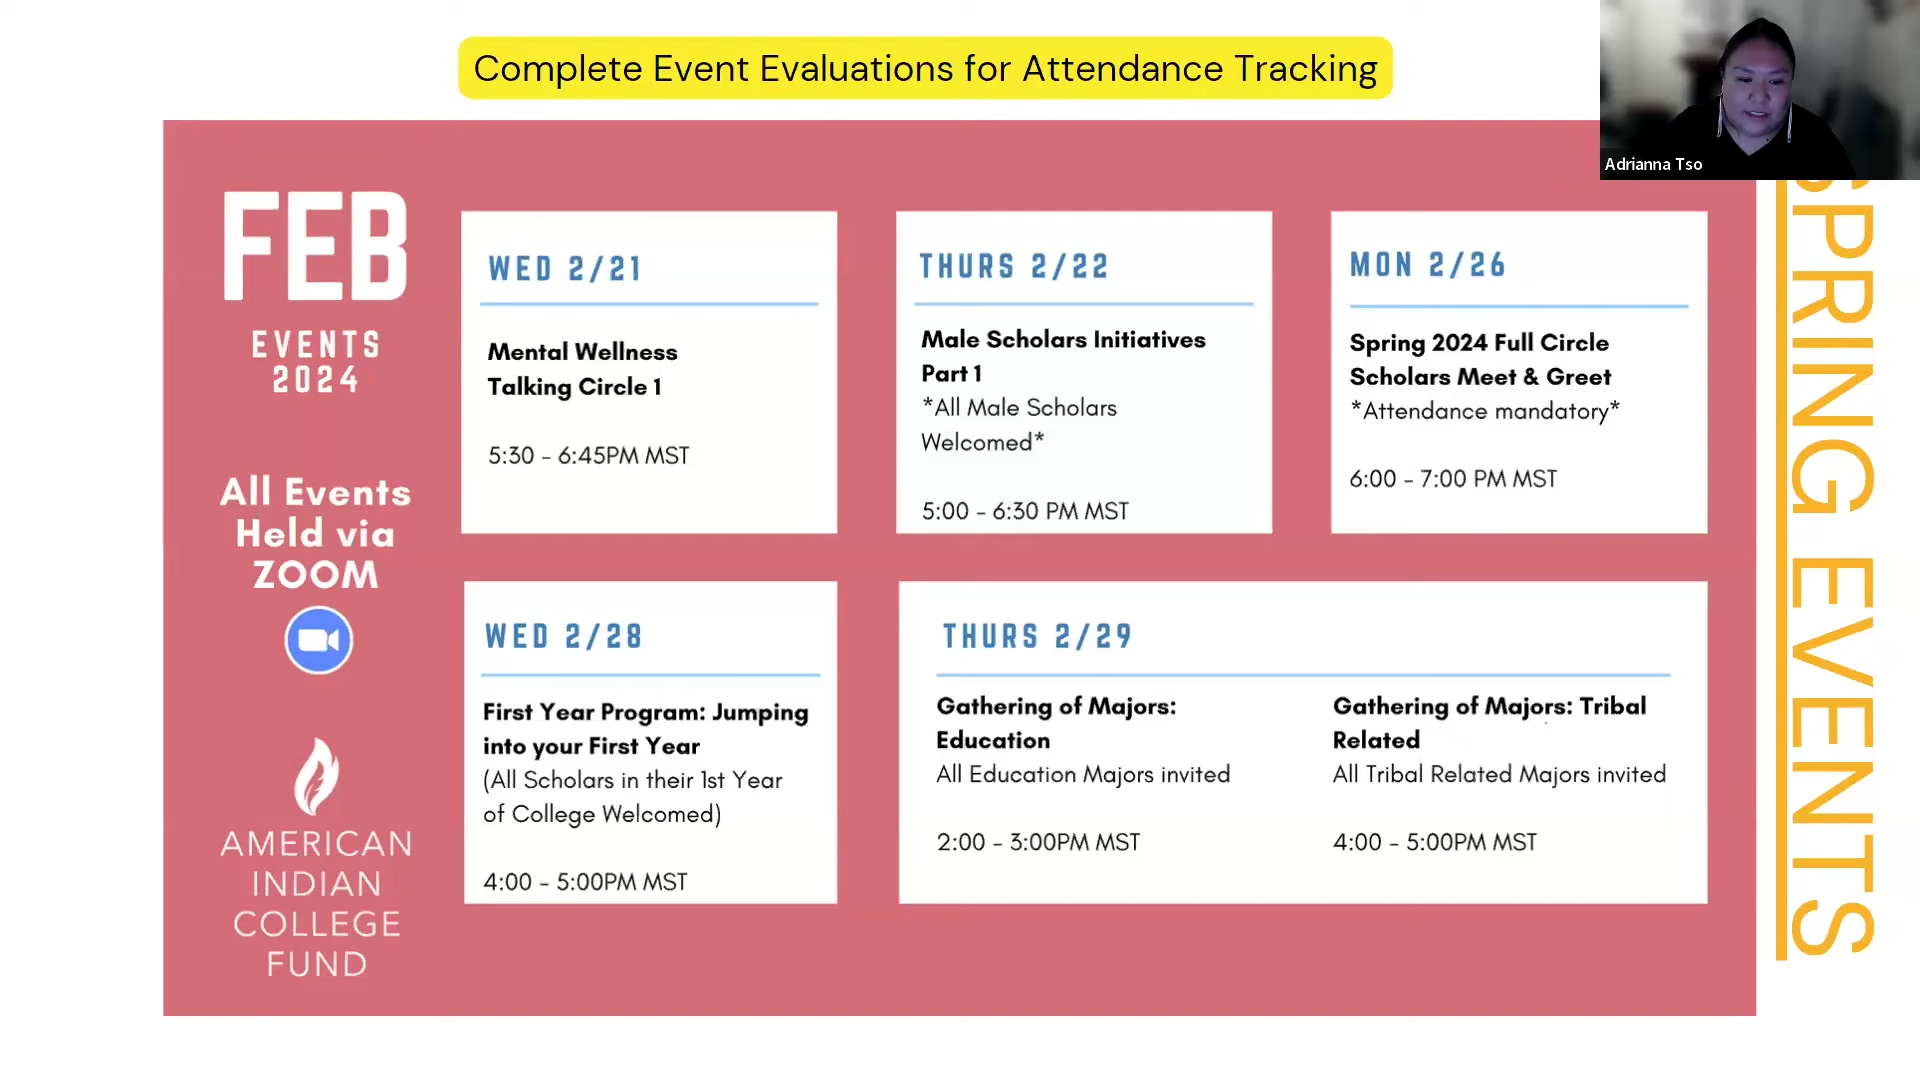 Complete Event Evaluations for Attendance Tracking
Adrianna Tso
FEB
EVENTS
2024
All Events
Held via
ZOOM
AMERICAN
INDIAN
COLLEGE
FUND
WED 2/21
Mental Wellness
Talking Circle 1
5:30 - 6:45PM MST
THURS 2/22
Male Scholars Initiatives
Part 1
*All Male Scholars
Welcomed*
5:00 - 6:30 PM MST
MON 2/26
Spring 2024 Full Circle
Scholars Meet & Greet
*Attendance mandatory*
6:00 - 7:00 PM MST
WED 2/28
First Year Program: Jumping
into your First Year
(All Scholars in their 1st Year
of College Welcomed)
4:00 - 5:00PM MST
THURS 2/29
Gathering of Majors:
Education
All Education Majors invited
2:00 - 3:00PM MST
Gathering of Majors: Tribal
Related
All Tribal Related Majors invited
4:00 - 5:00PM MST
SPRING EVENTS